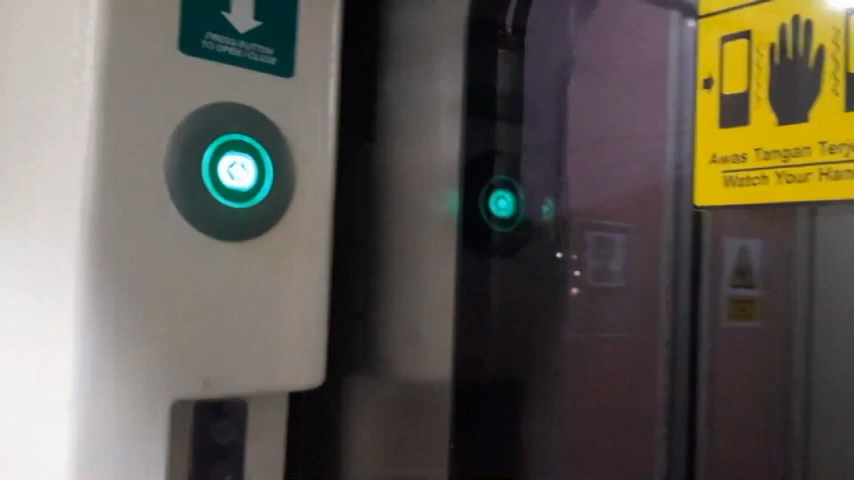 PRESS BUTTON
TO OPEN / CLOSE
Awas Tangan
Watch Your